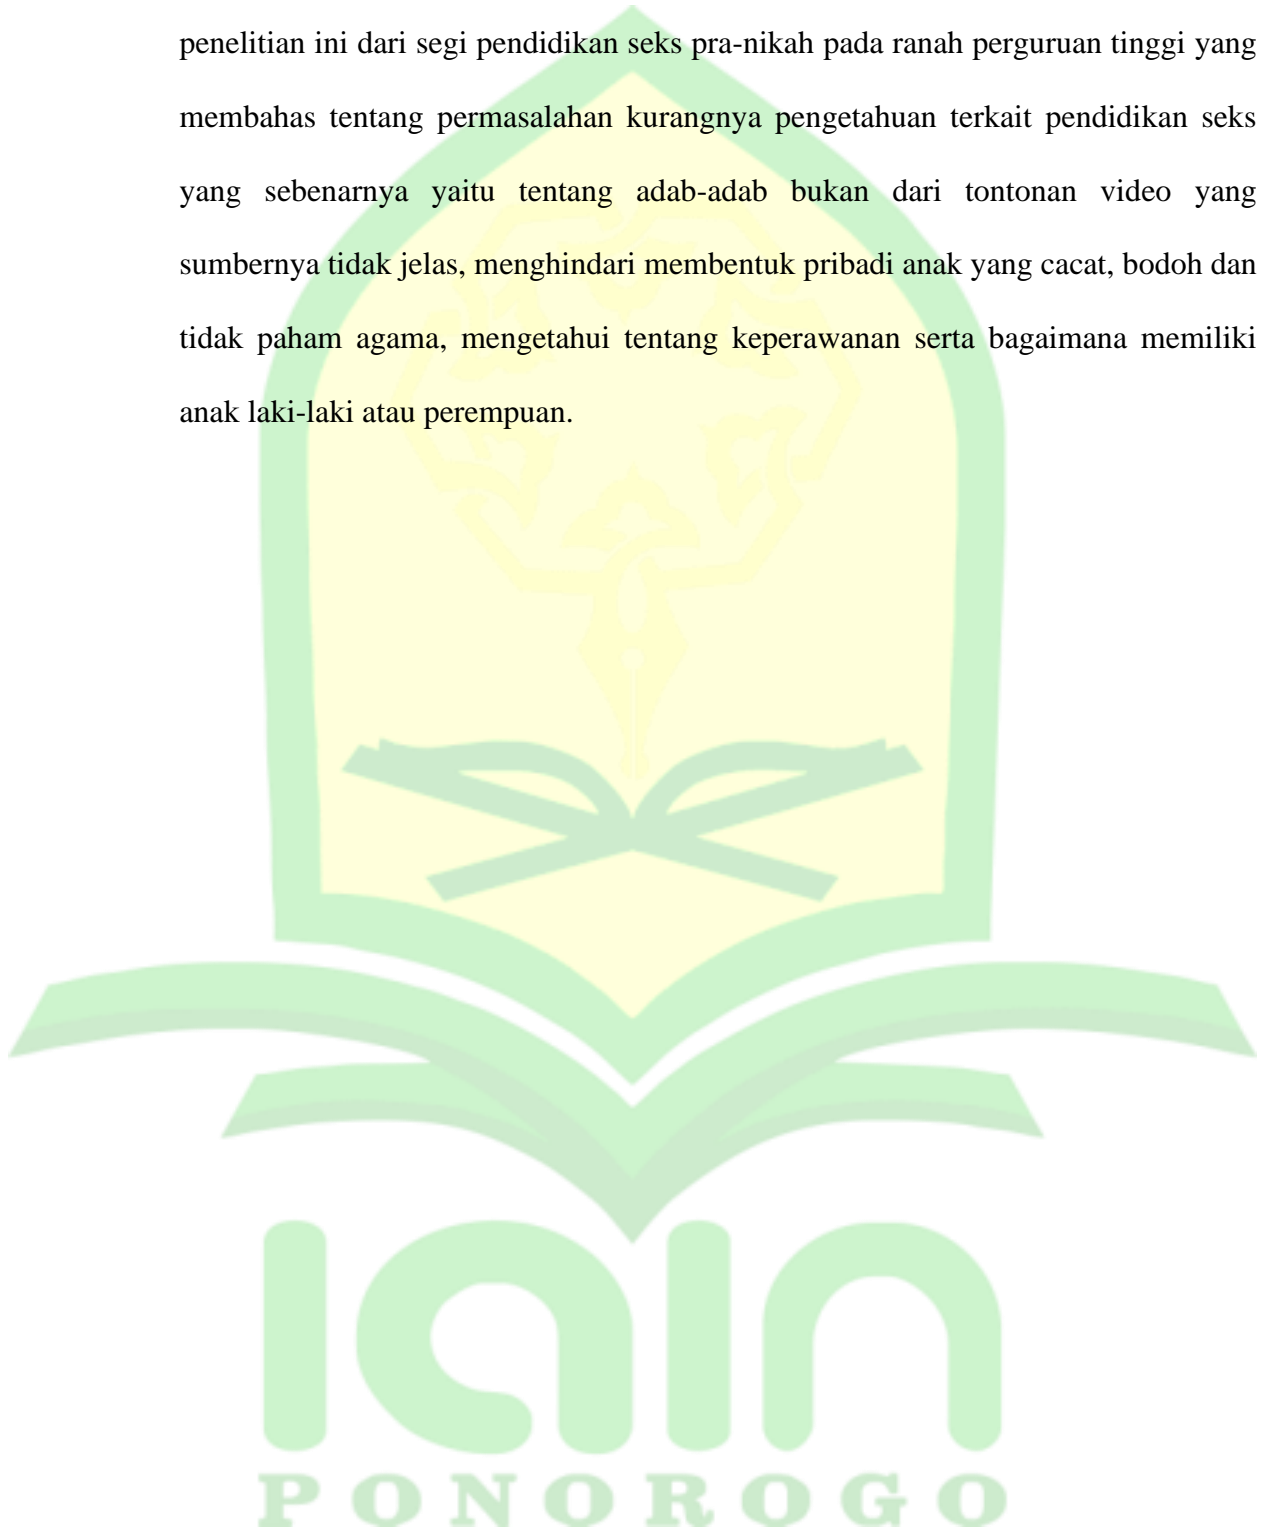 penelitian ini dari segi pendidikan seks pra-nikah pada ranah perguruan tinggi yang
membahas tentang permasalahan kurangnya pengetahuan terkait pendidikan seks
yang sebenarnya yaitu tentang adab-adab bukan dari tontonan video yang
sumbernya tidak jelas, menghindari membentuk pribadi anak yang cacat, bodoh dan
tidak paham agama, mengetahui tentang keperawanan serta bagaimana memiliki
anak laki-laki atau perempuan.
iain
PONOROGO